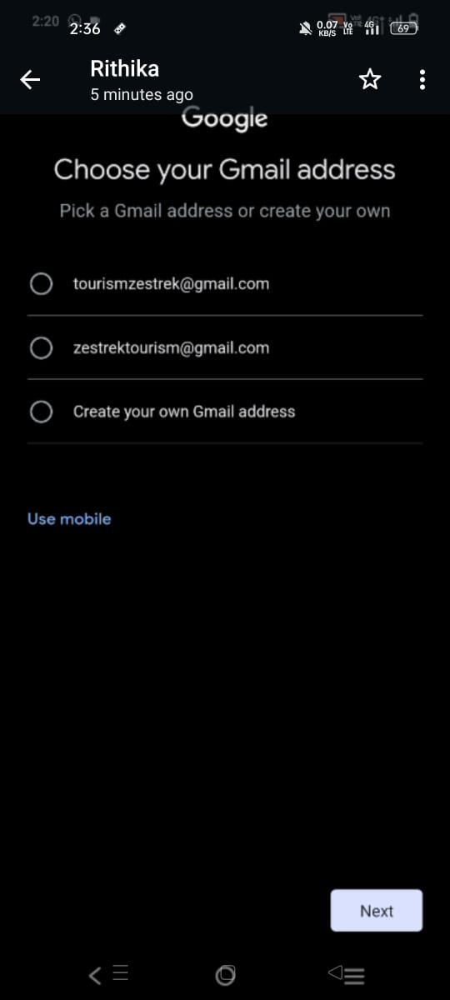 2:20
2:36
0.07 KB/S
Vo LTE
4G
69
Rithika
5 minutes ago
Google
Choose your Gmail address
Pick a Gmail address or create your own
tourismzestrek@gmail.com
zestrektourism@gmail.com
Create your own Gmail address
Use mobile
Next